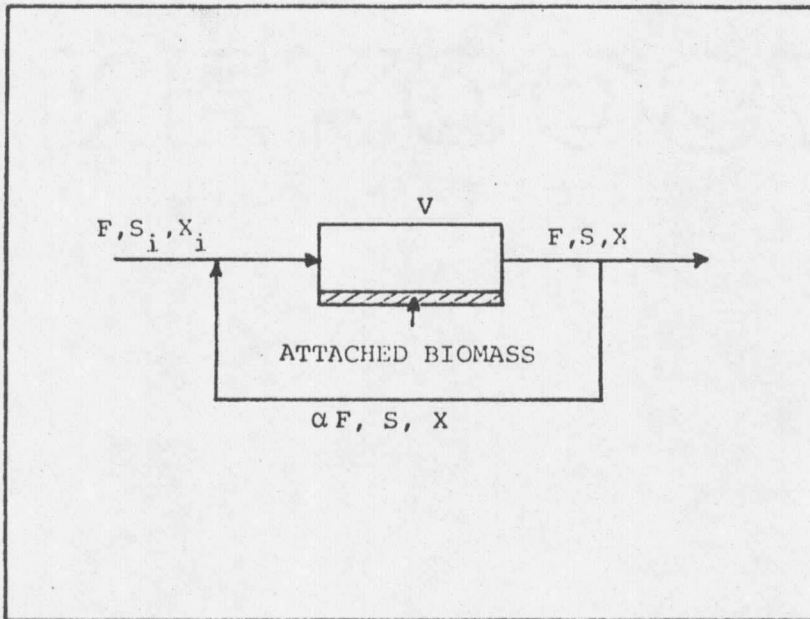 V
F,S_i,X_i
F,S,X
ATTACHED BIOMASS
αF, S, X